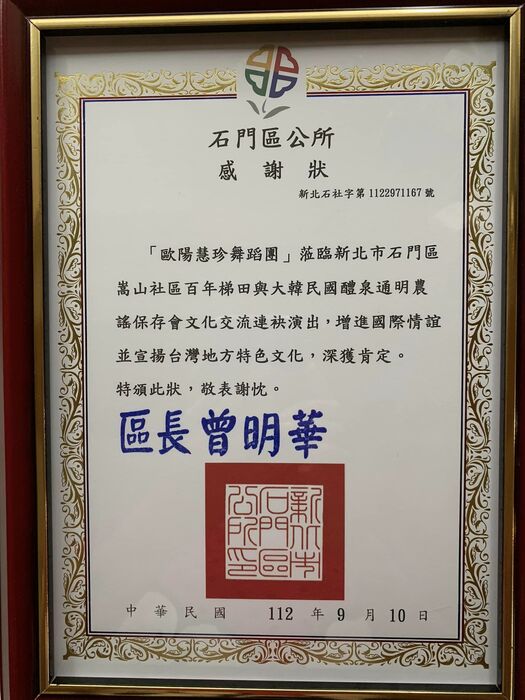 石門區公所
感謝狀
新北石社字第 1122971167 號
「歐陽慧珍舞蹈團」蒞臨新北市石門區
嵩山社區百年梯田與大韓民國醴泉通明農
謠保存會文化交流連袂演出，增進國際情誼
並宣揚台灣地方特色文化，深獲肯定。
特頒此狀，敬表謝忱。
區長曾明華
新北市
石門區
公所印
中華民國 112 年 9 月 10 日